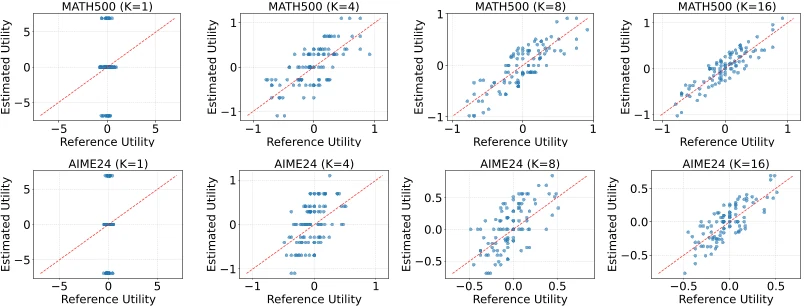 MATH500 (K=1) MATH500 (K=4) MATH500 (K=8) MATH500 (K=16)
Estimated Utility Estimated Utility Estimated Utility Estimated Utility
5 1 1 1
0 0 0 0
−5 −1 −1 −1
−5 0 5 −1 0 1 −1 0 1 −1 0 1
Reference Utility Reference Utility Reference Utility Reference Utility
AIME24 (K=1) AIME24 (K=4) AIME24 (K=8) AIME24 (K=16)
Estimated Utility Estimated Utility Estimated Utility Estimated Utility
5 1 0.5 0.5
0 0 0.0 0.0
−5 −1 −0.5 −0.5
−5 0 5 −1 0 1 −0.5 0.0 0.5 −0.5 0.0 0.5
Reference Utility Reference Utility Reference Utility Reference Utility